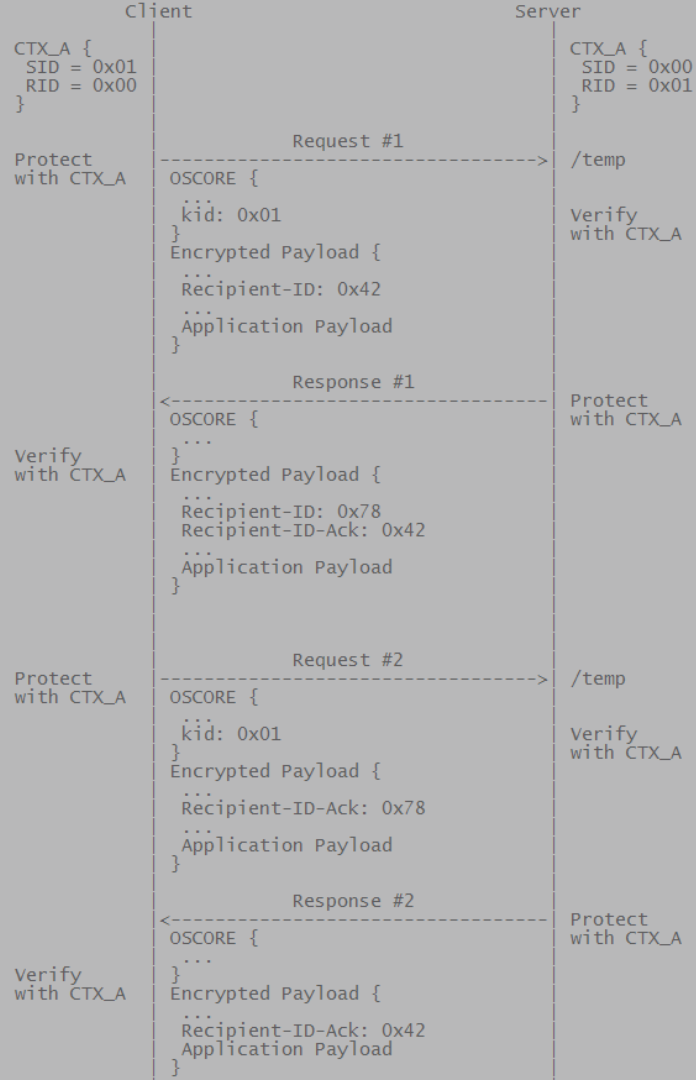 Client Server
CTX_A { CTX_A {
SID = 0x01 SID = 0x00
RID = 0x00 RID = 0x01
} }
Request #1
Protect ----------------------------------> /temp
with CTX_A OSCORE {
...
kid: 0x01 Verify
} with CTX_A
Encrypted Payload {
...
Recipient-ID: 0x42
...
Application Payload
}
Response #1
<---------------------------------- Protect
OSCORE { with CTX_A
...
Verify }
with CTX_A Encrypted Payload {
...
Recipient-ID: 0x78
Recipient-ID-Ack: 0x42
...
Application Payload
}
Request #2
Protect ----------------------------------> /temp
with CTX_A OSCORE {
...
kid: 0x01 Verify
} with CTX_A
Encrypted Payload {
...
Recipient-ID-Ack: 0x78
...
Application Payload
}
Response #2
<---------------------------------- Protect
OSCORE { with CTX_A
...
Verify }
with CTX_A Encrypted Payload {
...
Recipient-ID-Ack: 0x42
Application Payload
}